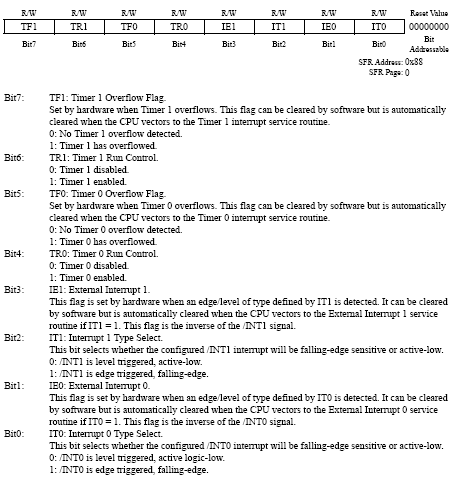 R/W R/W R/W R/W R/W R/W R/W R/W Reset Value
TF1 TR1 TF0 TR0 IE1 IT1 IE0 IT0 00000000
Bit7 Bit6 Bit5 Bit4 Bit3 Bit2 Bit1 Bit0 Bit
Addressable
SFR Address: 0x88
SFR Page: 0
Bit7: TF1: Timer 1 Overflow Flag.
Set by hardware when Timer 1 overflows. This flag can be cleared by software but is automatically
cleared when the CPU vectors to the Timer 1 interrupt service routine.
0: No Timer 1 overflow detected.
1: Timer 1 has overflowed.
Bit6: TR1: Timer 1 Run Control.
0: Timer 1 disabled.
1: Timer 1 enabled.
Bit5: TF0: Timer 0 Overflow Flag.
Set by hardware when Timer 0 overflows. This flag can be cleared by software but is automatically
cleared when the CPU vectors to the Timer 0 interrupt service routine.
0: No Timer 0 overflow detected.
1: Timer 0 has overflowed.
Bit4: TR0: Timer 0 Run Control.
0: Timer 0 disabled.
1: Timer 0 enabled.
Bit3: IE1: External Interrupt 1.
This flag is set by hardware when an edge/level of type defined by IT1 is detected. It can be cleared
by software but is automatically cleared when the CPU vectors to the External Interrupt 1 service
routine if IT1 = 1. This flag is the inverse of the /INT1 signal.
Bit2: IT1: Interrupt 1 Type Select.
This bit selects whether the configured /INT1 interrupt will be falling-edge sensitive or active-low.
0: /INT1 is level triggered, active-low.
1: /INT1 is edge triggered, falling-edge.
Bit1: IE0: External Interrupt 0.
This flag is set by hardware when an edge/level of type defined by IT0 is detected. It can be cleared
by software but is automatically cleared when the CPU vectors to the External Interrupt 0 service
routine if IT0 = 1. This flag is the inverse of the /INT0 signal.
Bit0: IT0: Interrupt 0 Type Select.
This bit selects whether the configured /INT0 interrupt will be falling-edge sensitive or active-low.
0: /INT0 is level triggered, active logic-low.
1: /INT0 is edge triggered, falling-edge.